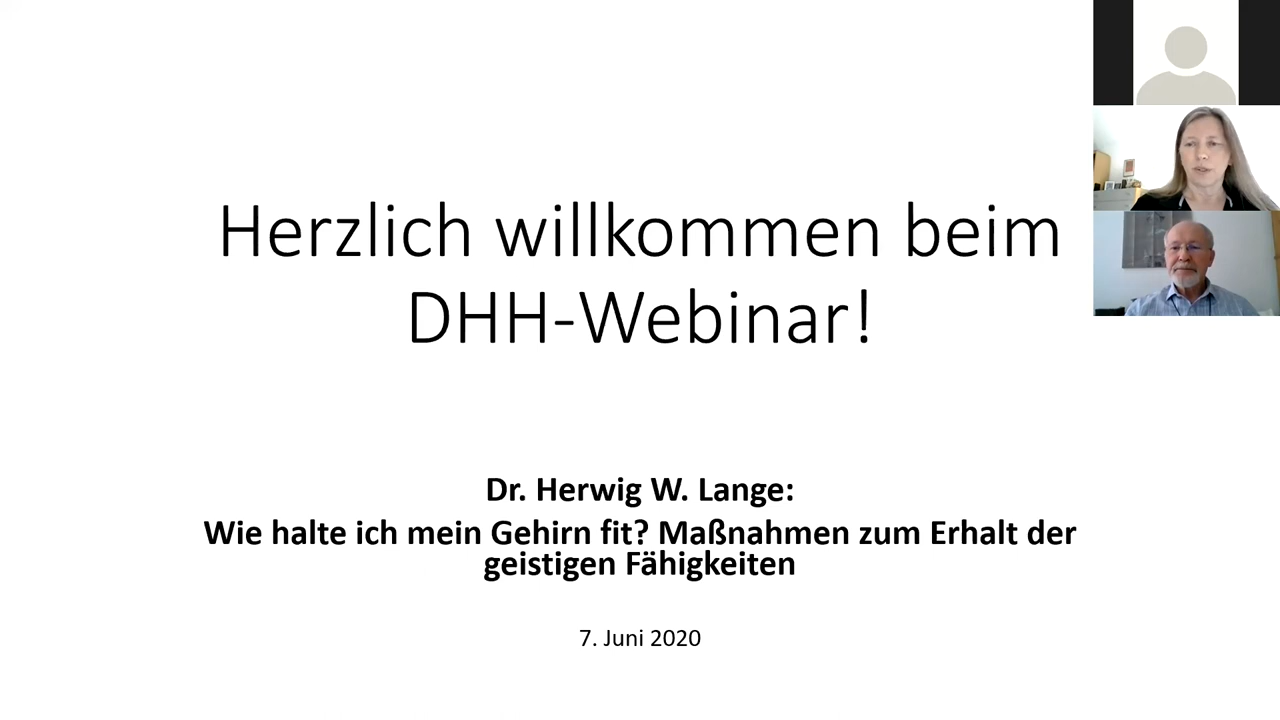 Herzlich willkommen beim
DHH-Webinar!
Dr. Herwig W. Lange:
Wie halte ich mein Gehirn fit? Maßnahmen zum Erhalt der
geistigen Fähigkeiten
7. Juni 2020